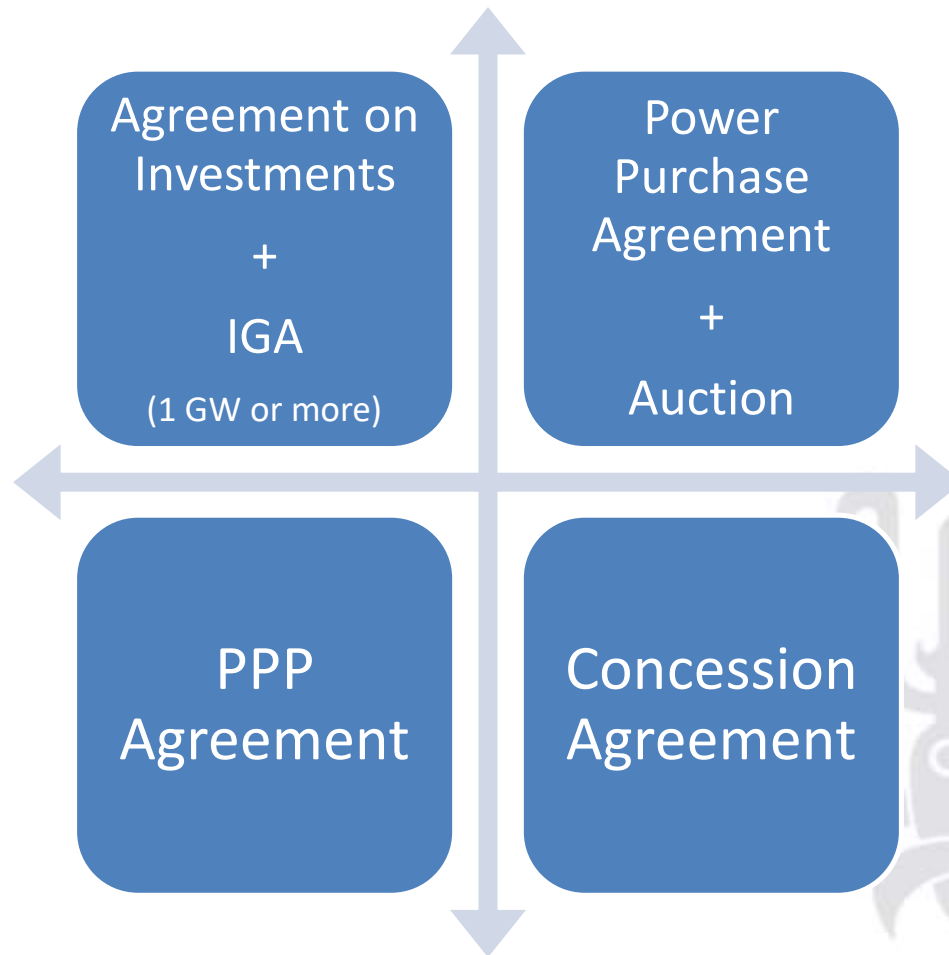 Agreement on
Investments
+
IGA
(1 GW or more)
Power
Purchase
Agreement
+
Auction
PPP
Agreement
Concession
Agreement